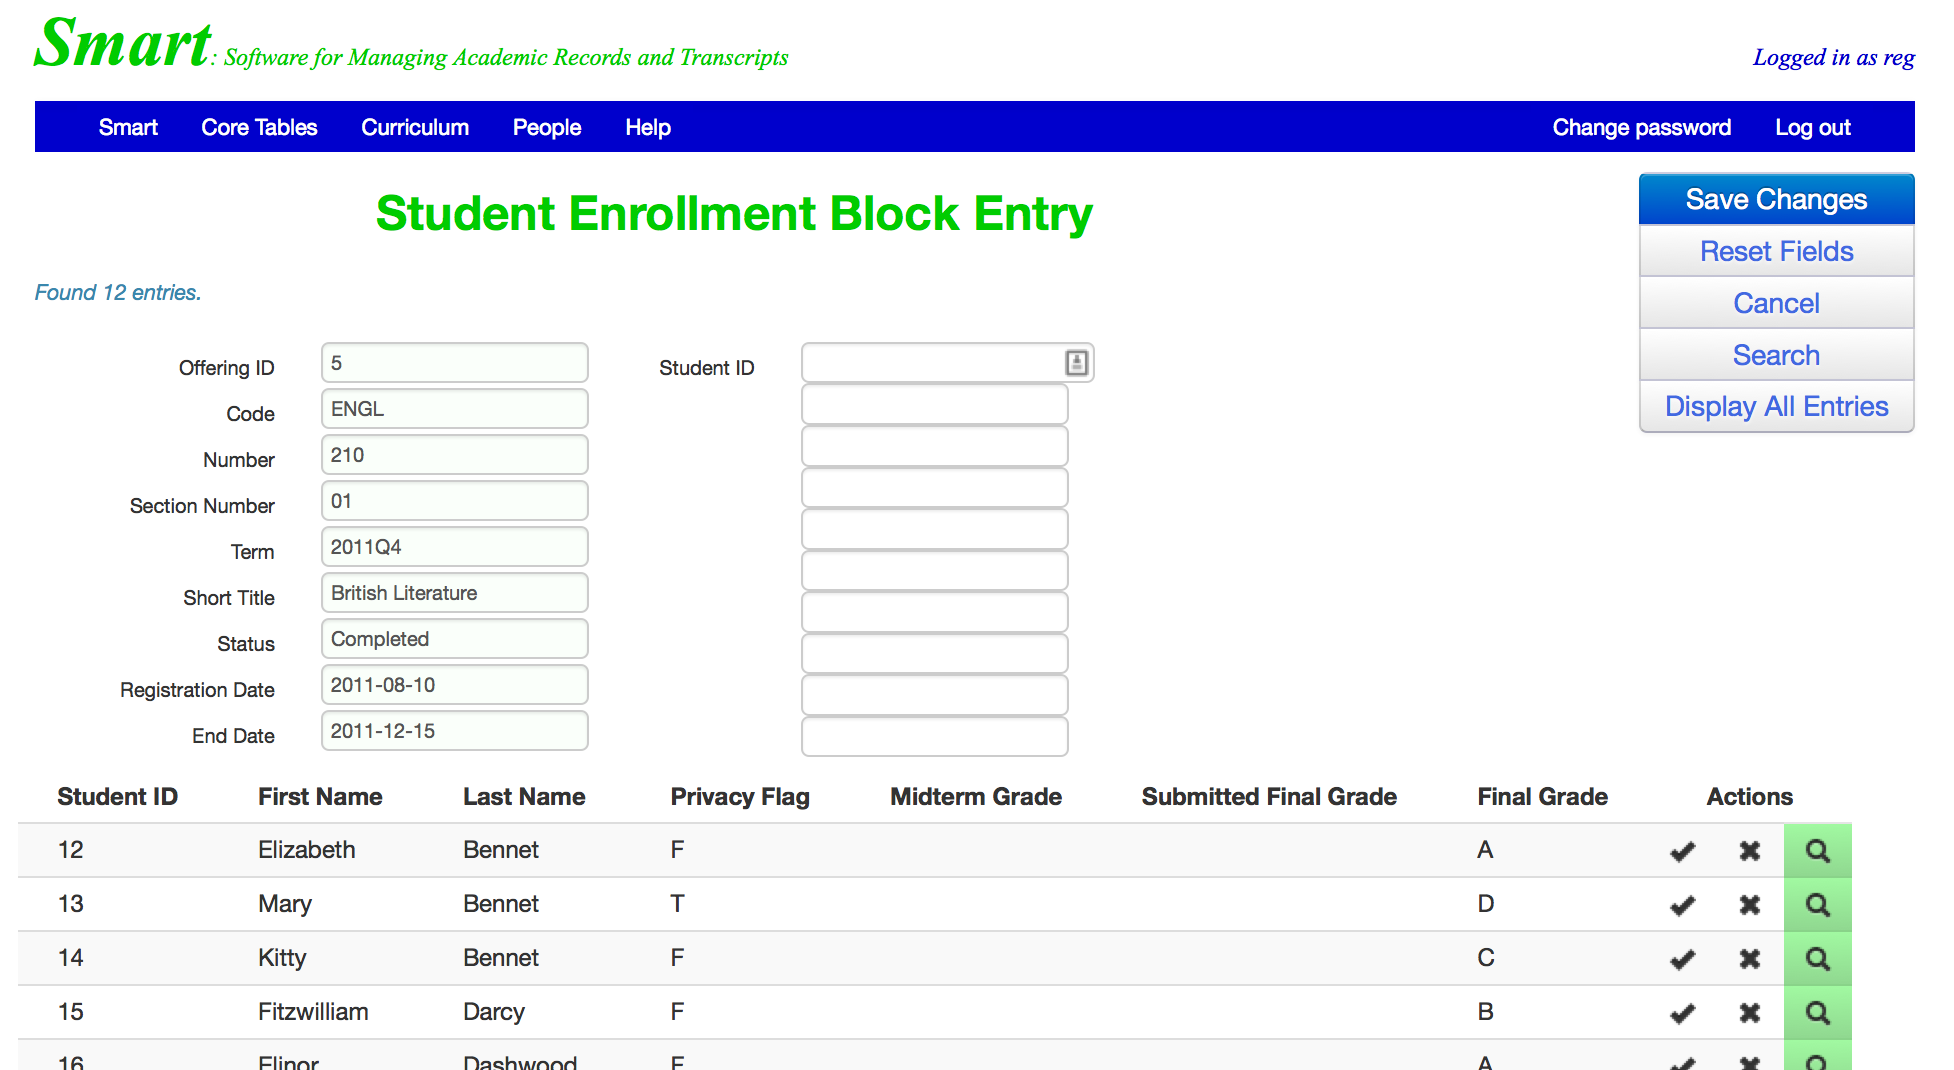 Smart: Software for Managing Academic Records and Transcripts
Logged in as reg
Smart Core Tables Curriculum People Help Change password Log out
Student Enrollment Block Entry
Save Changes
Reset Fields
Cancel
Search
Display All Entries
Found 12 entries.
Offering ID 5 Student ID
Code ENGL
Number 210
Section Number 01
Term 2011Q4
Short Title British Literature
Status Completed
Registration Date 2011-08-10
End Date 2011-12-15
Student ID First Name Last Name Privacy Flag Midterm Grade Submitted Final Grade Final Grade Actions
12 Elizabeth Bennet F A
13 Mary Bennet T D
14 Kitty Bennet F C
15 Fitzwilliam Darcy F B
16 Elinor Dashwood F A